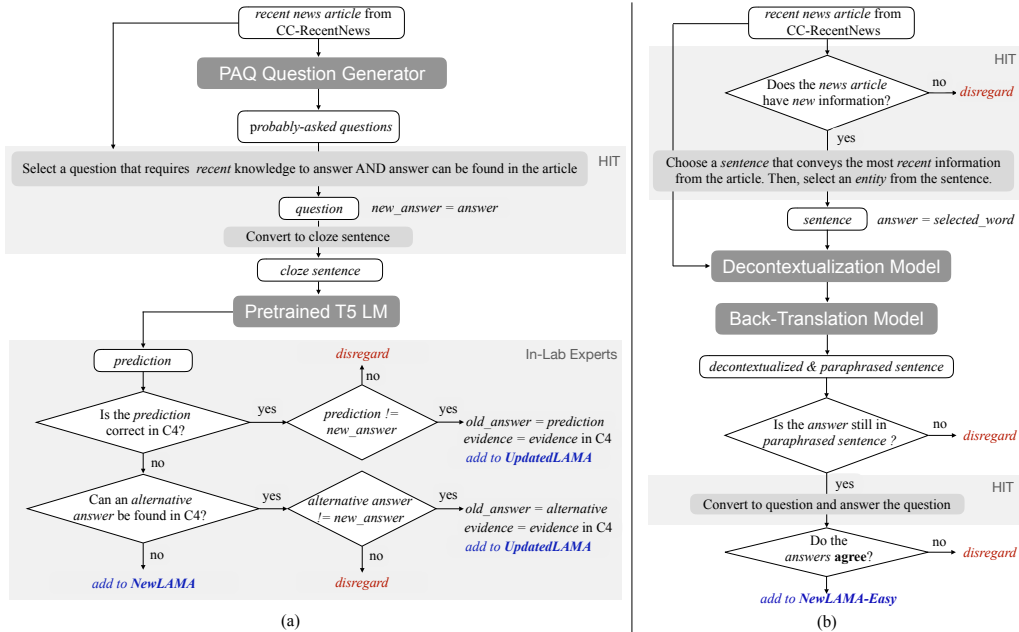 recent news article from
CC-RecentNews
PAQ Question Generator
probably-asked questions
HIT
Select a question that requires recent knowledge to answer AND answer can be found in the article
question
new_answer = answer
Convert to cloze sentence
cloze sentence
Pretrained T5 LM
In-Lab Experts
prediction
disregard
no
Is the prediction
correct in C4?
yes
prediction !=
new_answer
yes
old_answer = prediction
evidence = evidence in C4
add to UpdatedLAMA
no
Can an alternative
answer be found in C4?
yes
alternative answer
!= new_answer
yes
old_answer = alternative
evidence = evidence in C4
add to UpdatedLAMA
no
no
add to NewLAMA
disregard
(a)
recent news article from
CC-RecentNews
HIT
Does the news article
have new information?
no
disregard
yes
Choose a sentence that conveys the most recent information
from the article. Then, select an entity from the sentence.
sentence
answer = selected_word
Decontextualization Model
Back-Translation Model
decontextualized & paraphrased sentence
Is the answer still in
paraphrased sentence ?
no
disregard
yes
HIT
Convert to question and answer the question
Do the
answers agree?
no
disregard
add to NewLAMA-Easy
(b)